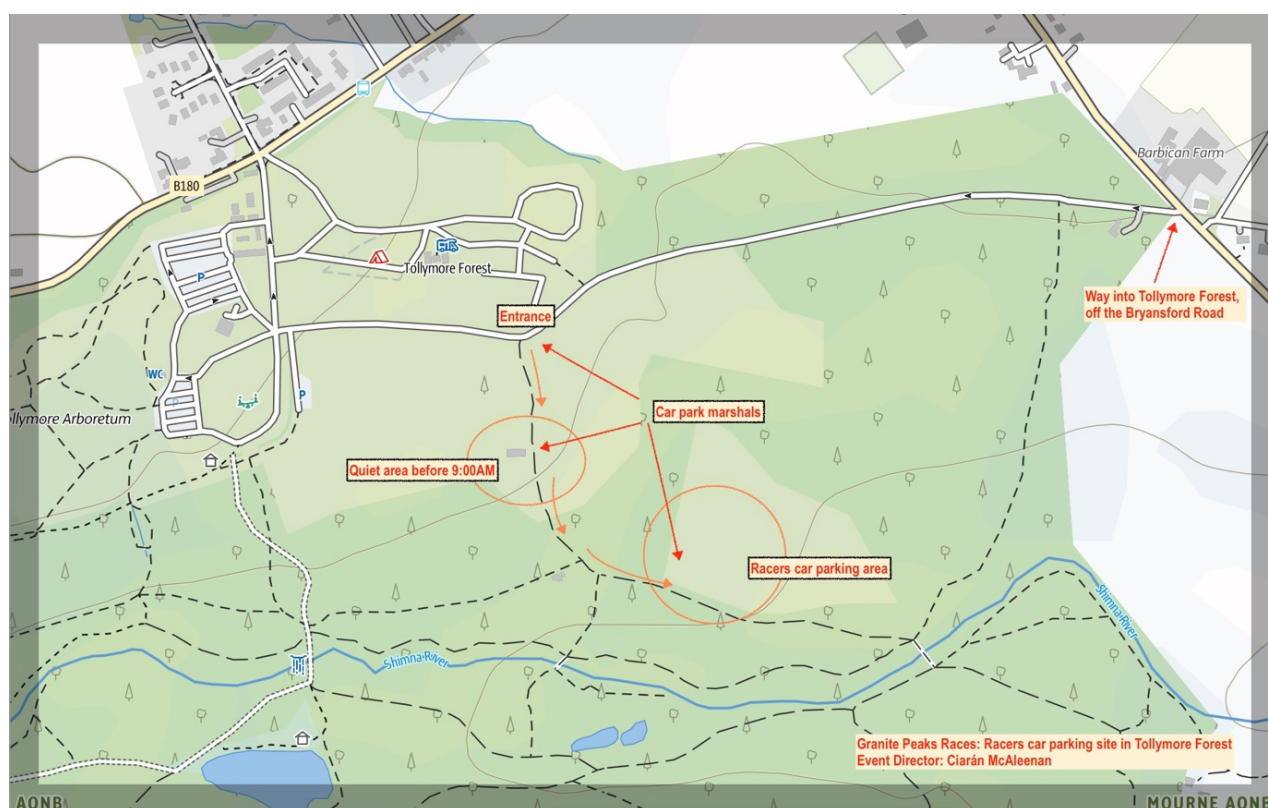 B180
Barbican Farm
P
Tollymore Forest
Way into Tollymore Forest,
off the Bryansford Road
Entrance
WC
P
P
Car park marshals
ollymore Arboretum
Quiet area before 9:00AM
Racers car parking area
Shimna River
Shimna River
Granite Peaks Races: Racers car parking site in Tollymore Forest
Event Director: Ciarán McAleenan
AONB
MOURNE AONB